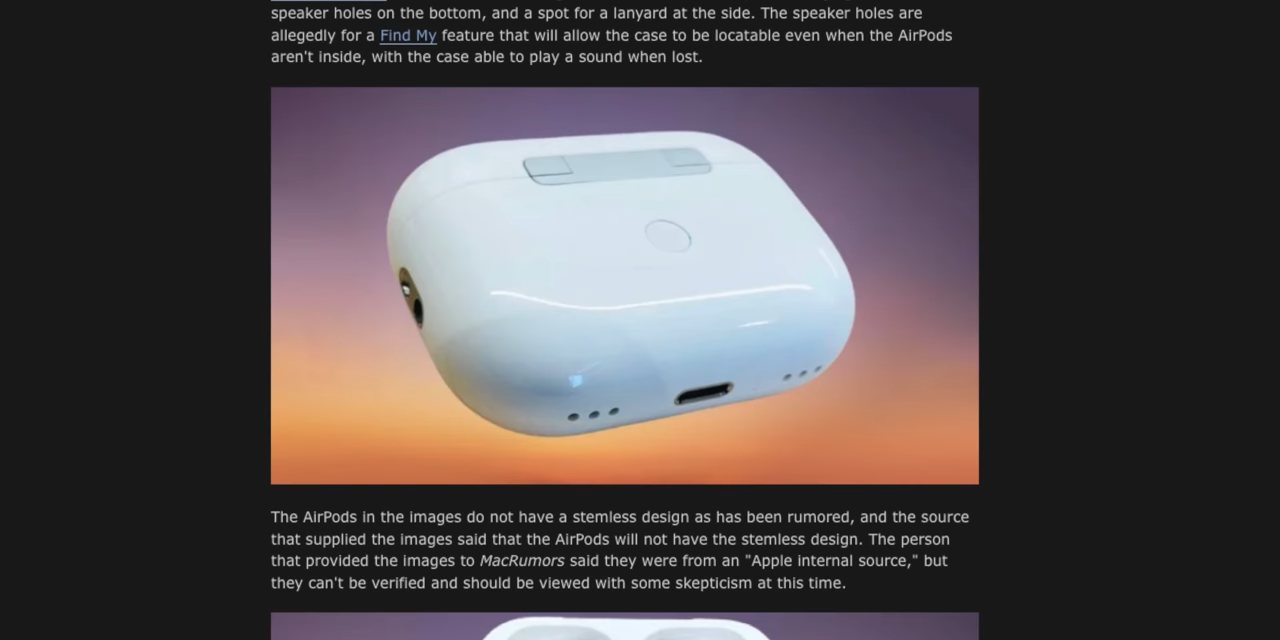 speaker holes on the bottom, and a spot for a lanyard at the side. The speaker holes are
allegedly for a Find My feature that will allow the case to be locatable even when the AirPods
aren't inside, with the case able to play a sound when lost.
The AirPods in the images do not have a stemless design as has been rumored, and the source
that supplied the images said that the AirPods will not have the stemless design. The person
that provided the images to MacRumors said they were from an "Apple internal source," but
they can't be verified and should be viewed with some skepticism at this time.